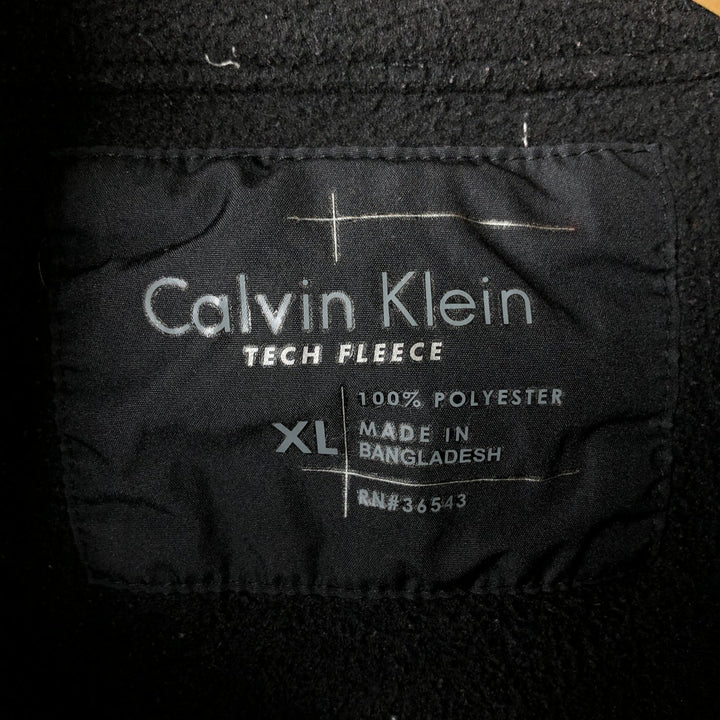 Calvin Klein
TECH FLEECE
100% POLYESTER
XL
MADE IN
BANGLADESH
RN#36543